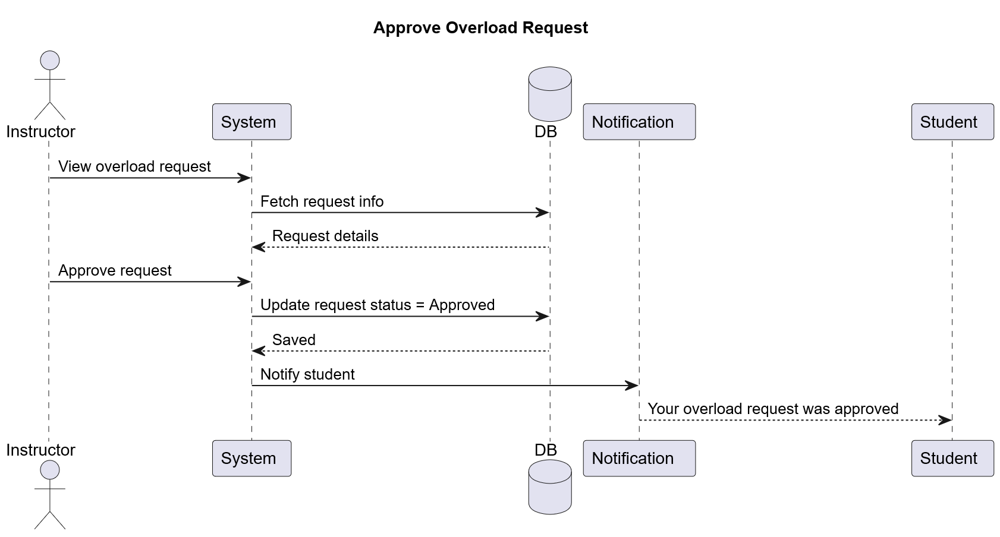 Approve Overload Request
Instructor
System
DB
Notification
Student
View overload request
Fetch request info
Request details
Approve request
Update request status = Approved
Saved
Notify student
Your overload request was approved
Instructor
System
DB
Notification
Student